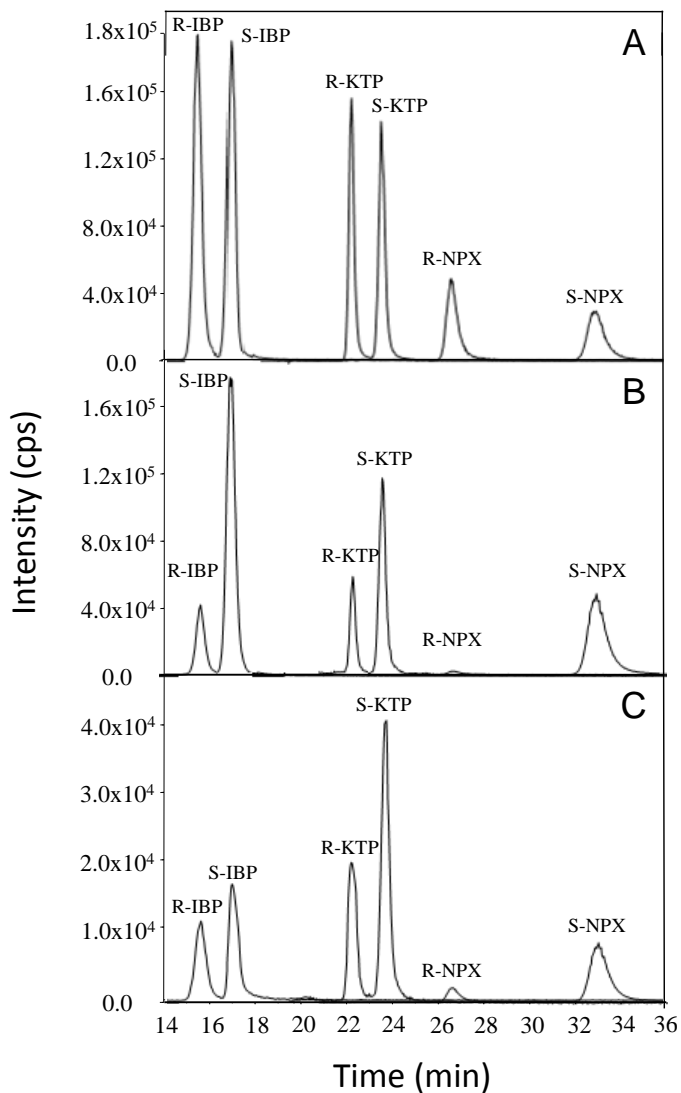 A
R-IBP
S-IBP
R-KTP
S-KTP
R-NPX
S-NPX
1.8x10⁵
1.6x10⁵
1.2x10⁵
8.0x10⁴
4.0x10⁴
0.0
B
S-IBP
R-IBP
R-KTP
S-KTP
R-NPX
S-NPX
1.6x10⁵
1.2x10⁵
8.0x10⁴
4.0x10⁴
0.0
C
R-IBP
S-IBP
R-KTP
S-KTP
R-NPX
S-NPX
4.0x10⁴
3.0x10⁴
2.0x10⁴
1.0x10⁴
0.0
Intensity (cps)
14 16 18 20 22 24 26 28 30 32 34 36
Time (min)